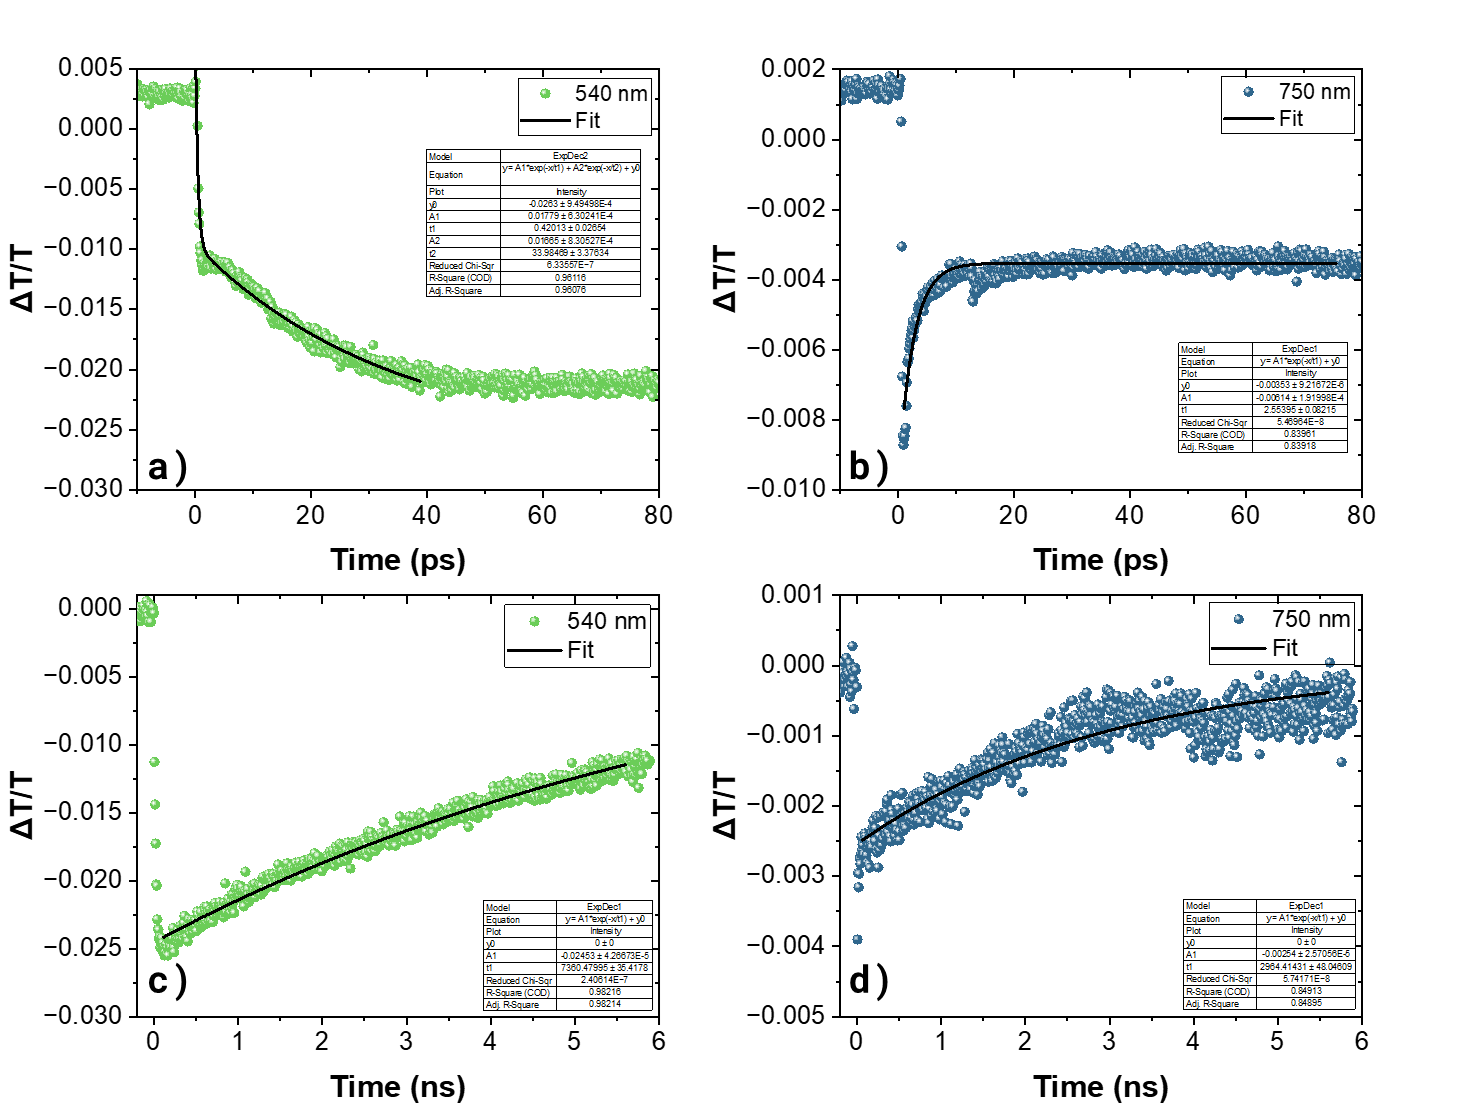 0.005
0.000
−0.005
−0.010
−0.015
−0.020
−0.025
−0.030
ΔT/T
540 nm
Fit
Model ExpDec2
Equation y= A1*exp(-x/t1) + A2*exp(-x/t2) + y0
Plot Intensity
y0 -0.0263 ± 9.49498E-4
A1 0.01779 ± 6.30241E-4
t1 0.42013 ± 0.02654
A2 0.01665 ± 8.30527E-4
t2 33.98469 ± 3.37634
Reduced Chi-Sqr 6.33557E−7
R-Square (COD) 0.96116
Adj. R-Square 0.96076
a)
0 20 40 60 80
Time (ps)
0.002
0.000
−0.002
−0.004
−0.006
−0.008
−0.010
ΔT/T
750 nm
Fit
Model ExpDec1
Equation y= A1*exp(-x/t1) + y0
Plot Intensity
y0 -0.00353 ± 9.21672E-6
A1 -0.00614 ± 1.91998E-4
t1 2.55395 ± 0.08215
Reduced Chi-Sqr 5.46964E−8
R-Square (COD) 0.83961
Adj. R-Square 0.83918
b)
0 20 40 60 80
Time (ps)
0.000
−0.005
−0.010
−0.015
−0.020
−0.025
−0.030
ΔT/T
540 nm
Fit
Model ExpDec1
Equation y= A1*exp(-x/t1) + y0
Plot Intensity
y0 0 ± 0
A1 -0.02453 ± 4.26673E-5
t1 7360.47995 ± 35.4178
Reduced Chi-Sqr 2.40614E−7
R-Square (COD) 0.98216
Adj. R-Square 0.98214
c)
0 1 2 3 4 5 6
Time (ns)
0.001
0.000
−0.001
−0.002
−0.003
−0.004
−0.005
ΔT/T
750 nm
Fit
Model ExpDec1
Equation y= A1*exp(-x/t1) + y0
Plot Intensity
y0 0 ± 0
A1 -0.00254 ± 2.57056E-5
t1 2964.41431 ± 48.04609
Reduced Chi-Sqr 5.74171E−8
R-Square (COD) 0.84913
Adj. R-Square 0.84895
d)
0 1 2 3 4 5 6
Time (ns)